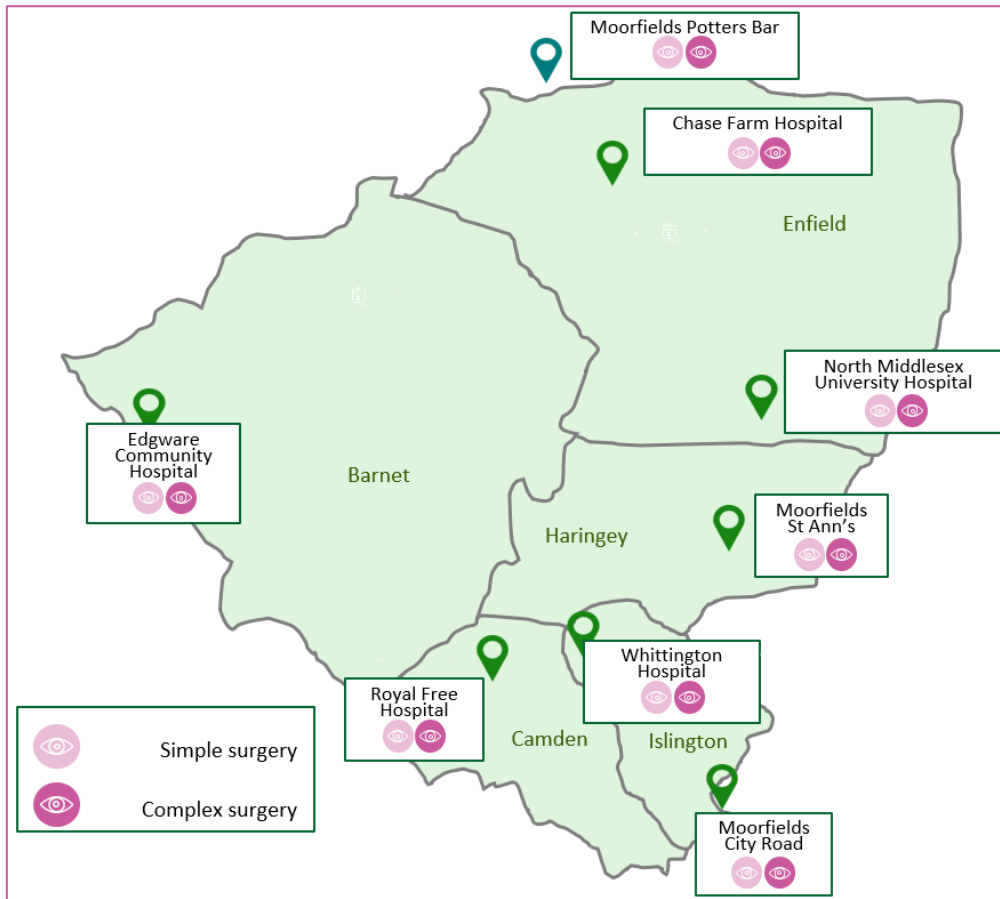 Moorfields Potters Bar
Chase Farm Hospital
Enfield
North Middlesex
University Hospital
Edgware
Community
Hospital
Barnet
Moorfields
St Ann's
Haringey
Whittington
Hospital
Royal Free
Hospital
Camden
Islington
Simple surgery
Complex surgery
Moorfields
City Road